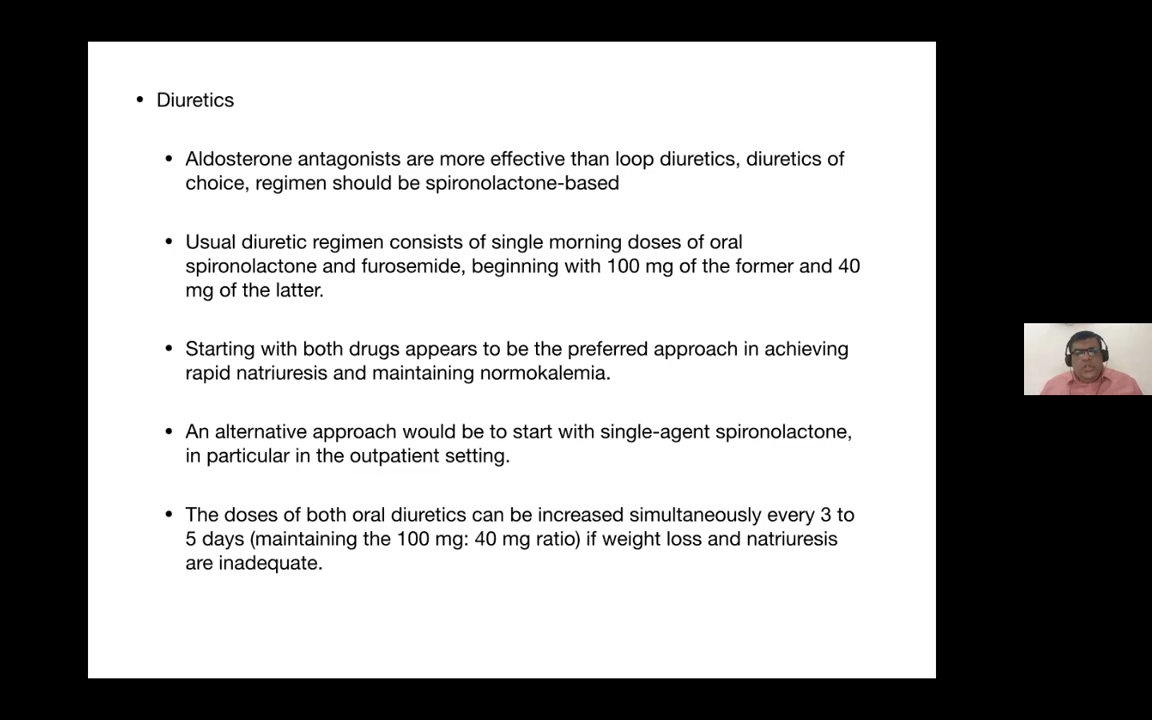 • Diuretics
• Aldosterone antagonists are more effective than loop diuretics, diuretics of
choice, regimen should be spironolactone-based
• Usual diuretic regimen consists of single morning doses of oral
spironolactone and furosemide, beginning with 100 mg of the former and 40
mg of the latter.
• Starting with both drugs appears to be the preferred approach in achieving
rapid natriuresis and maintaining normokalemia.
• An alternative approach would be to start with single-agent spironolactone,
in particular in the outpatient setting.
• The doses of both oral diuretics can be increased simultaneously every 3 to
5 days (maintaining the 100 mg: 40 mg ratio) if weight loss and natriuresis
are inadequate.